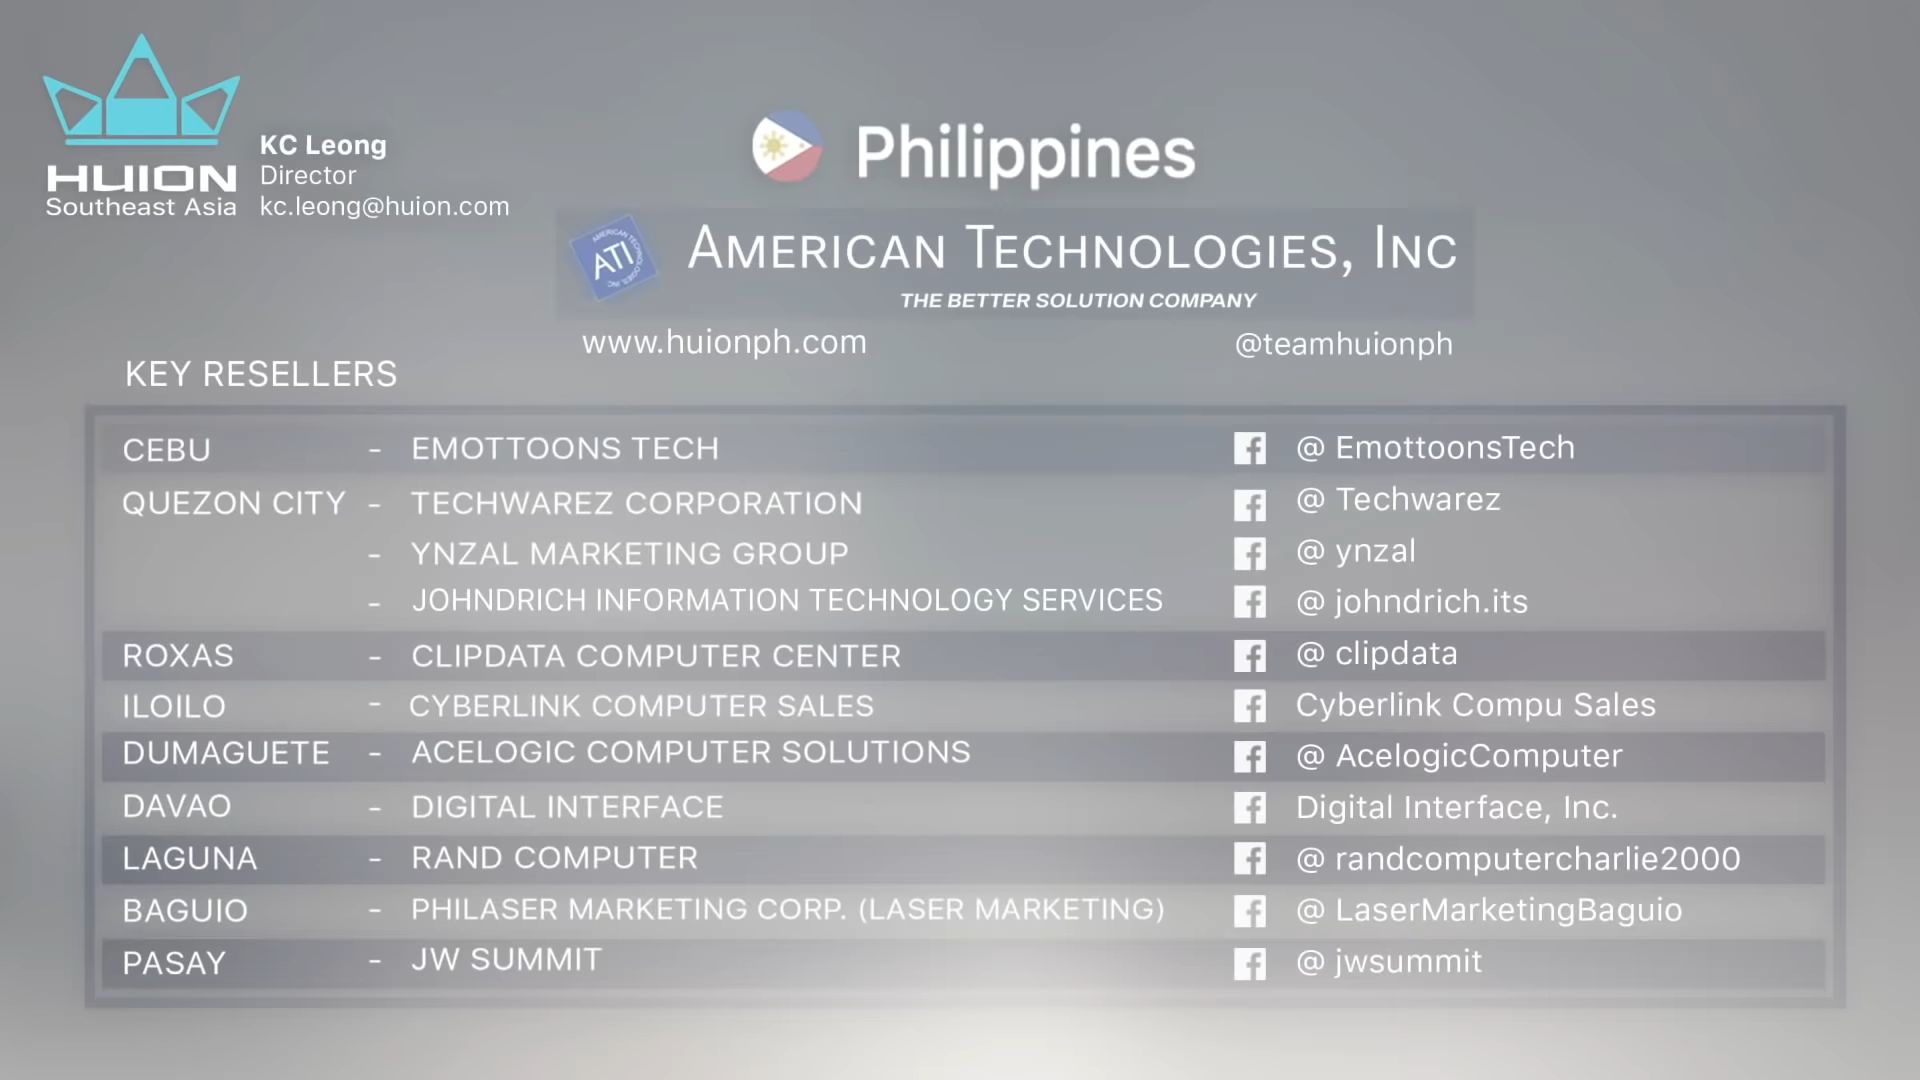 HUION
Southeast Asia
KC Leong
Director
kc.leong@huion.com
Philippines
ATI
AMERICAN TECHNOLOGIES, INC
THE BETTER SOLUTION COMPANY
www.huionph.com @teamhuionph
KEY RESELLERS
CEBU - EMOTTOONS TECH @ EmottoonsTech
QUEZON CITY - TECHWAREZ CORPORATION @ Techwarez
- YNZAL MARKETING GROUP @ ynzal
- JOHNDRICH INFORMATION TECHNOLOGY SERVICES @ johndrich.its
ROXAS - CLIPDATA COMPUTER CENTER @ clipdata
ILOILO - CYBERLINK COMPUTER SALES Cyberlink Compu Sales
DUMAGUETE - ACELOGIC COMPUTER SOLUTIONS @ AcelogicComputer
DAVAO - DIGITAL INTERFACE Digital Interface, Inc.
LAGUNA - RAND COMPUTER @ randcomputercharlie2000
BAGUIO - PHILASER MARKETING CORP. (LASER MARKETING) @ LaserMarketingBaguio
PASAY - JW SUMMIT @ jwsummit